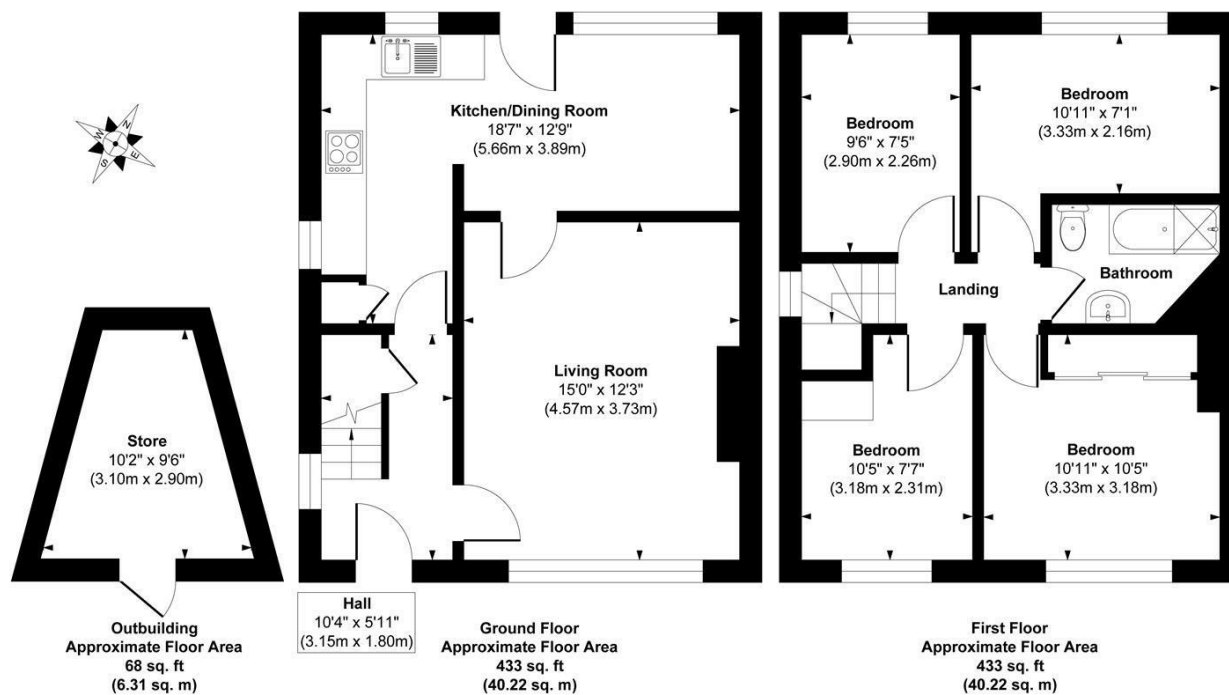 Kitchen/Dining Room
18'7" x 12'9"
(5.66m x 3.89m)
Bedroom
9'6" x 7'5"
(2.90m x 2.26m)
Bedroom
10'11" x 7'1"
(3.33m x 2.16m)
N
W
E
S
Bathroom
Landing
Living Room
15'0" x 12'3"
(4.57m x 3.73m)
Store
10'2" x 9'6"
(3.10m x 2.90m)
Bedroom
10'5" x 7'7"
(3.18m x 2.31m)
Bedroom
10'11" x 10'5"
(3.33m x 3.18m)
Hall
10'4" x 5'11"
(3.15m x 1.80m)
Outbuilding
Approximate Floor Area
68 sq. ft
(6.31 sq. m)
Ground Floor
Approximate Floor Area
433 sq. ft
(40.22 sq. m)
First Floor
Approximate Floor Area
433 sq. ft
(40.22 sq. m)